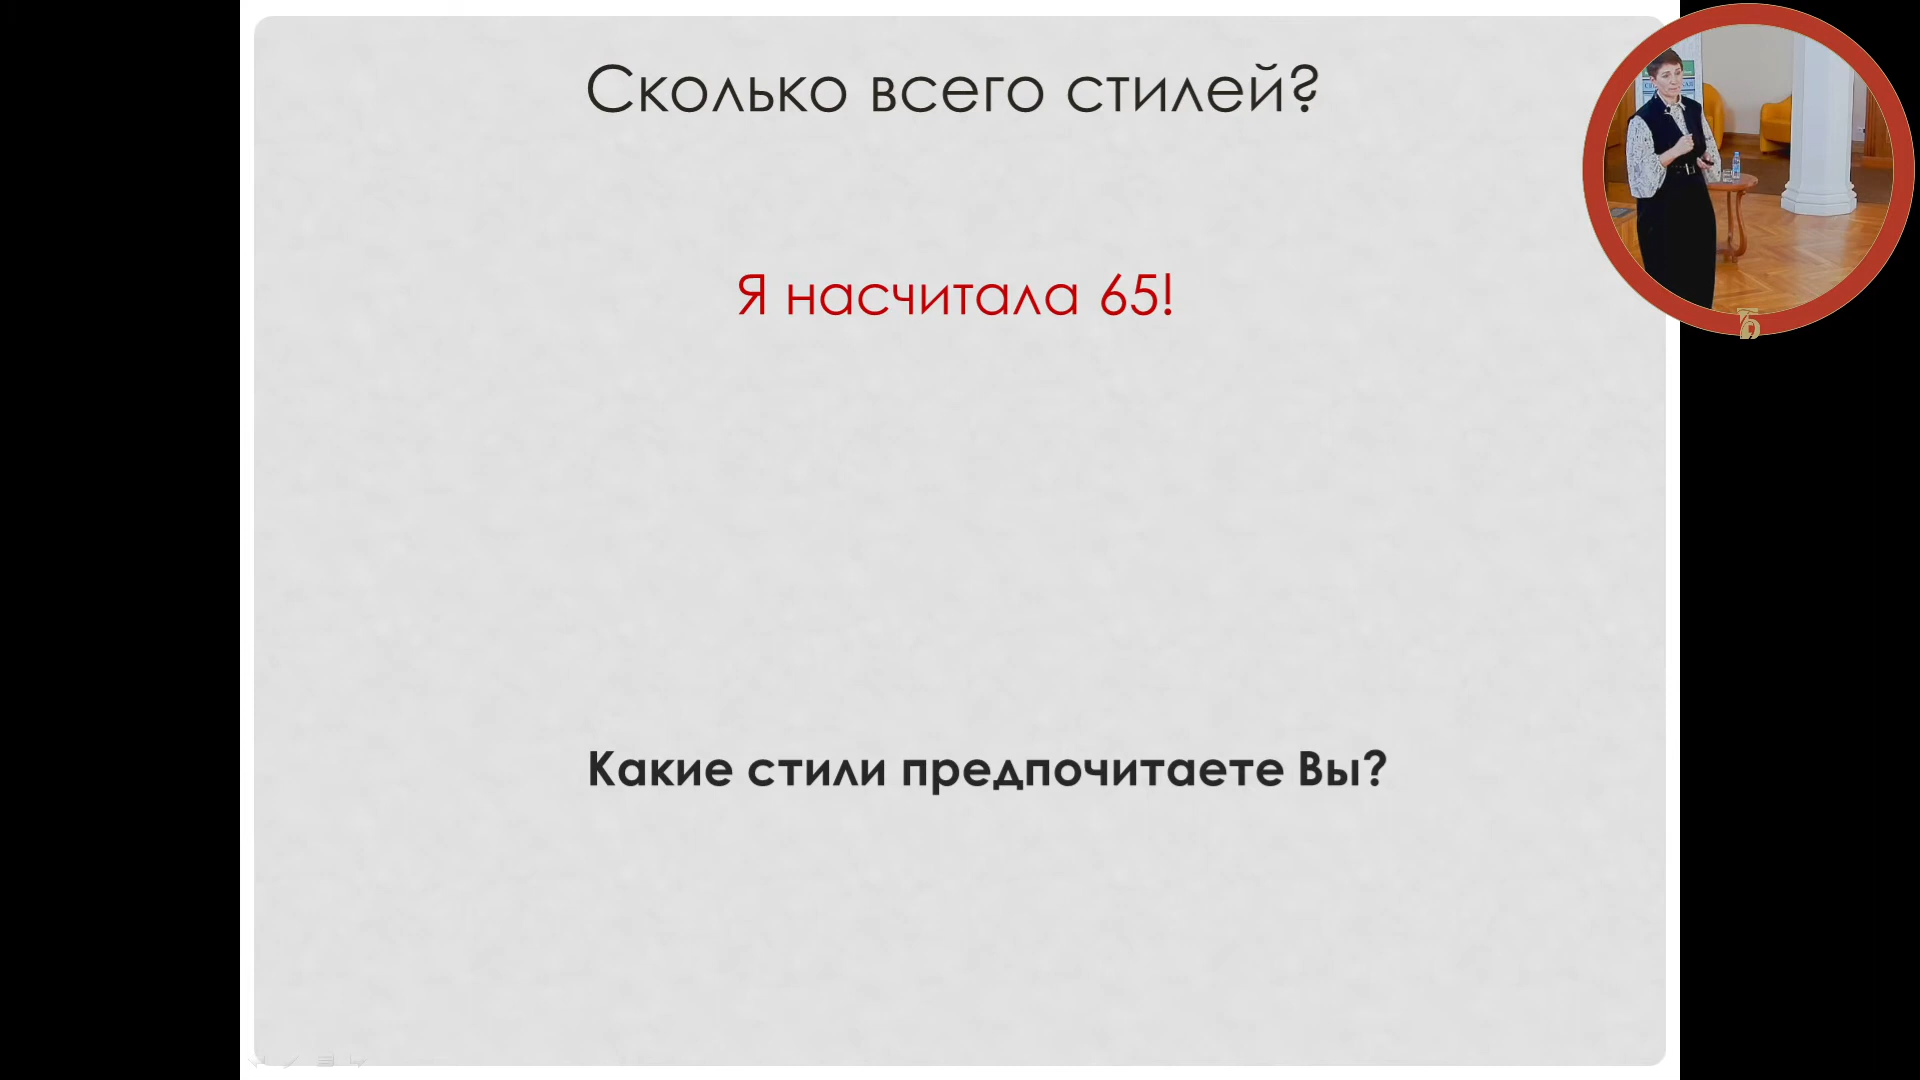 Сколько всего стилей?
Я насчитала 65!
Какие стили предпочитаете Вы?